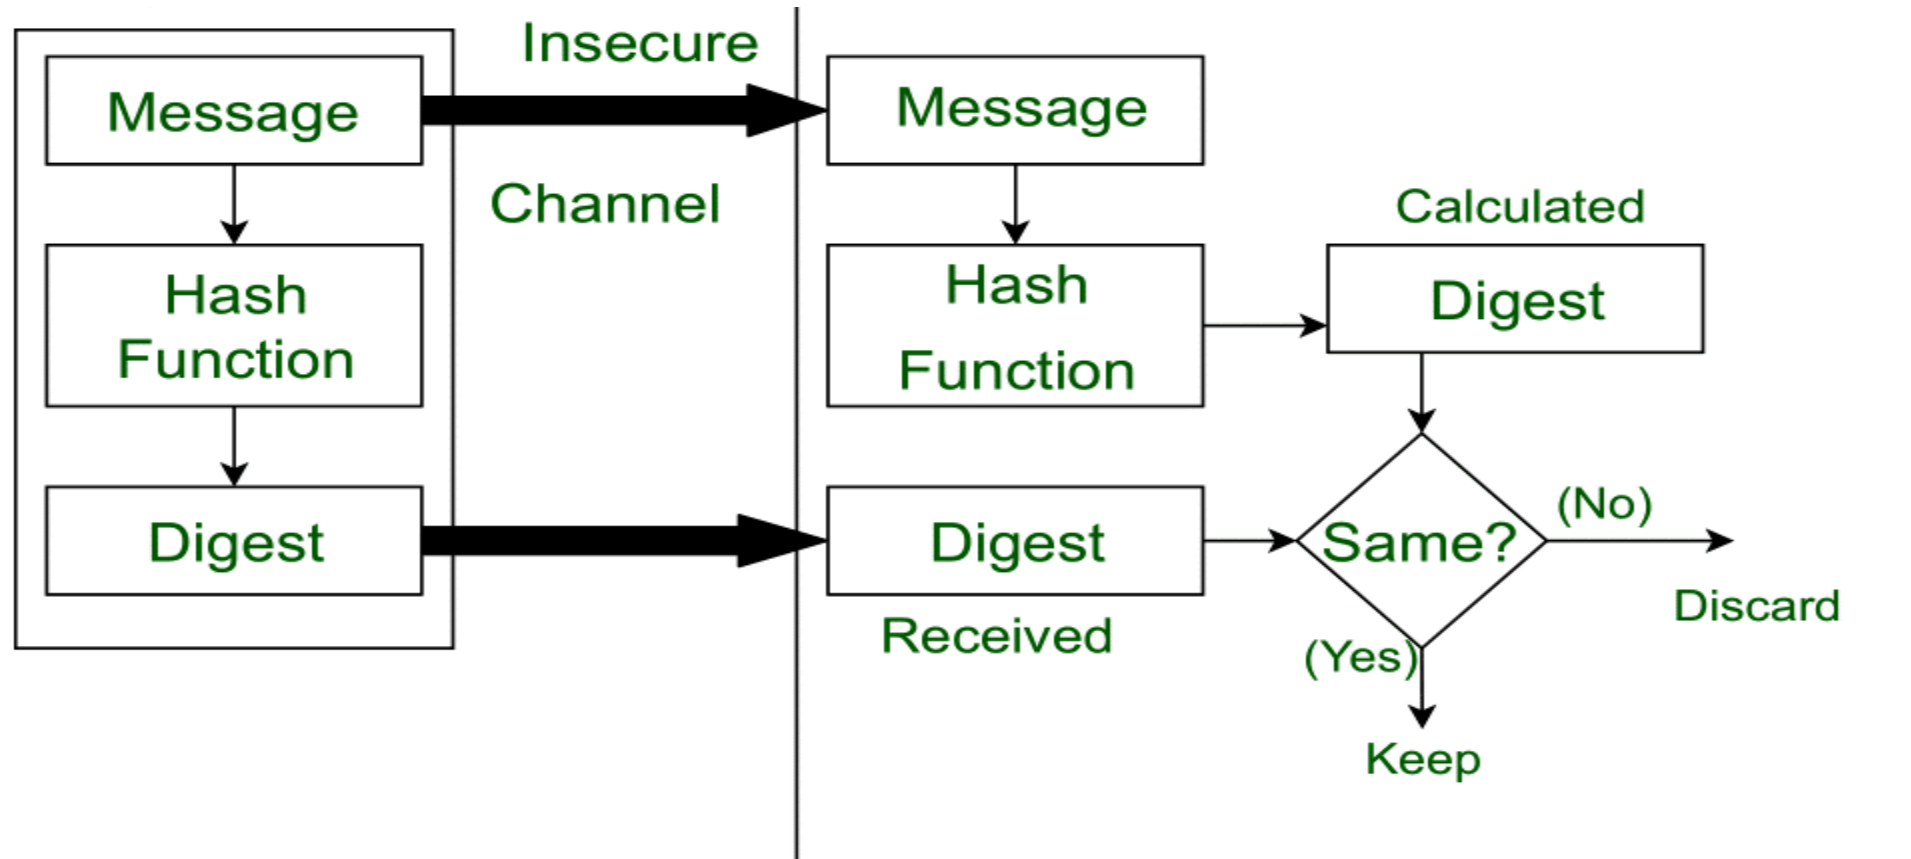 Insecure
Message
Message
Channel
Calculated
Hash
Function
Hash
Function
Digest
Digest
Digest
Same?
(No)
Received
Discard
(Yes)
Keep